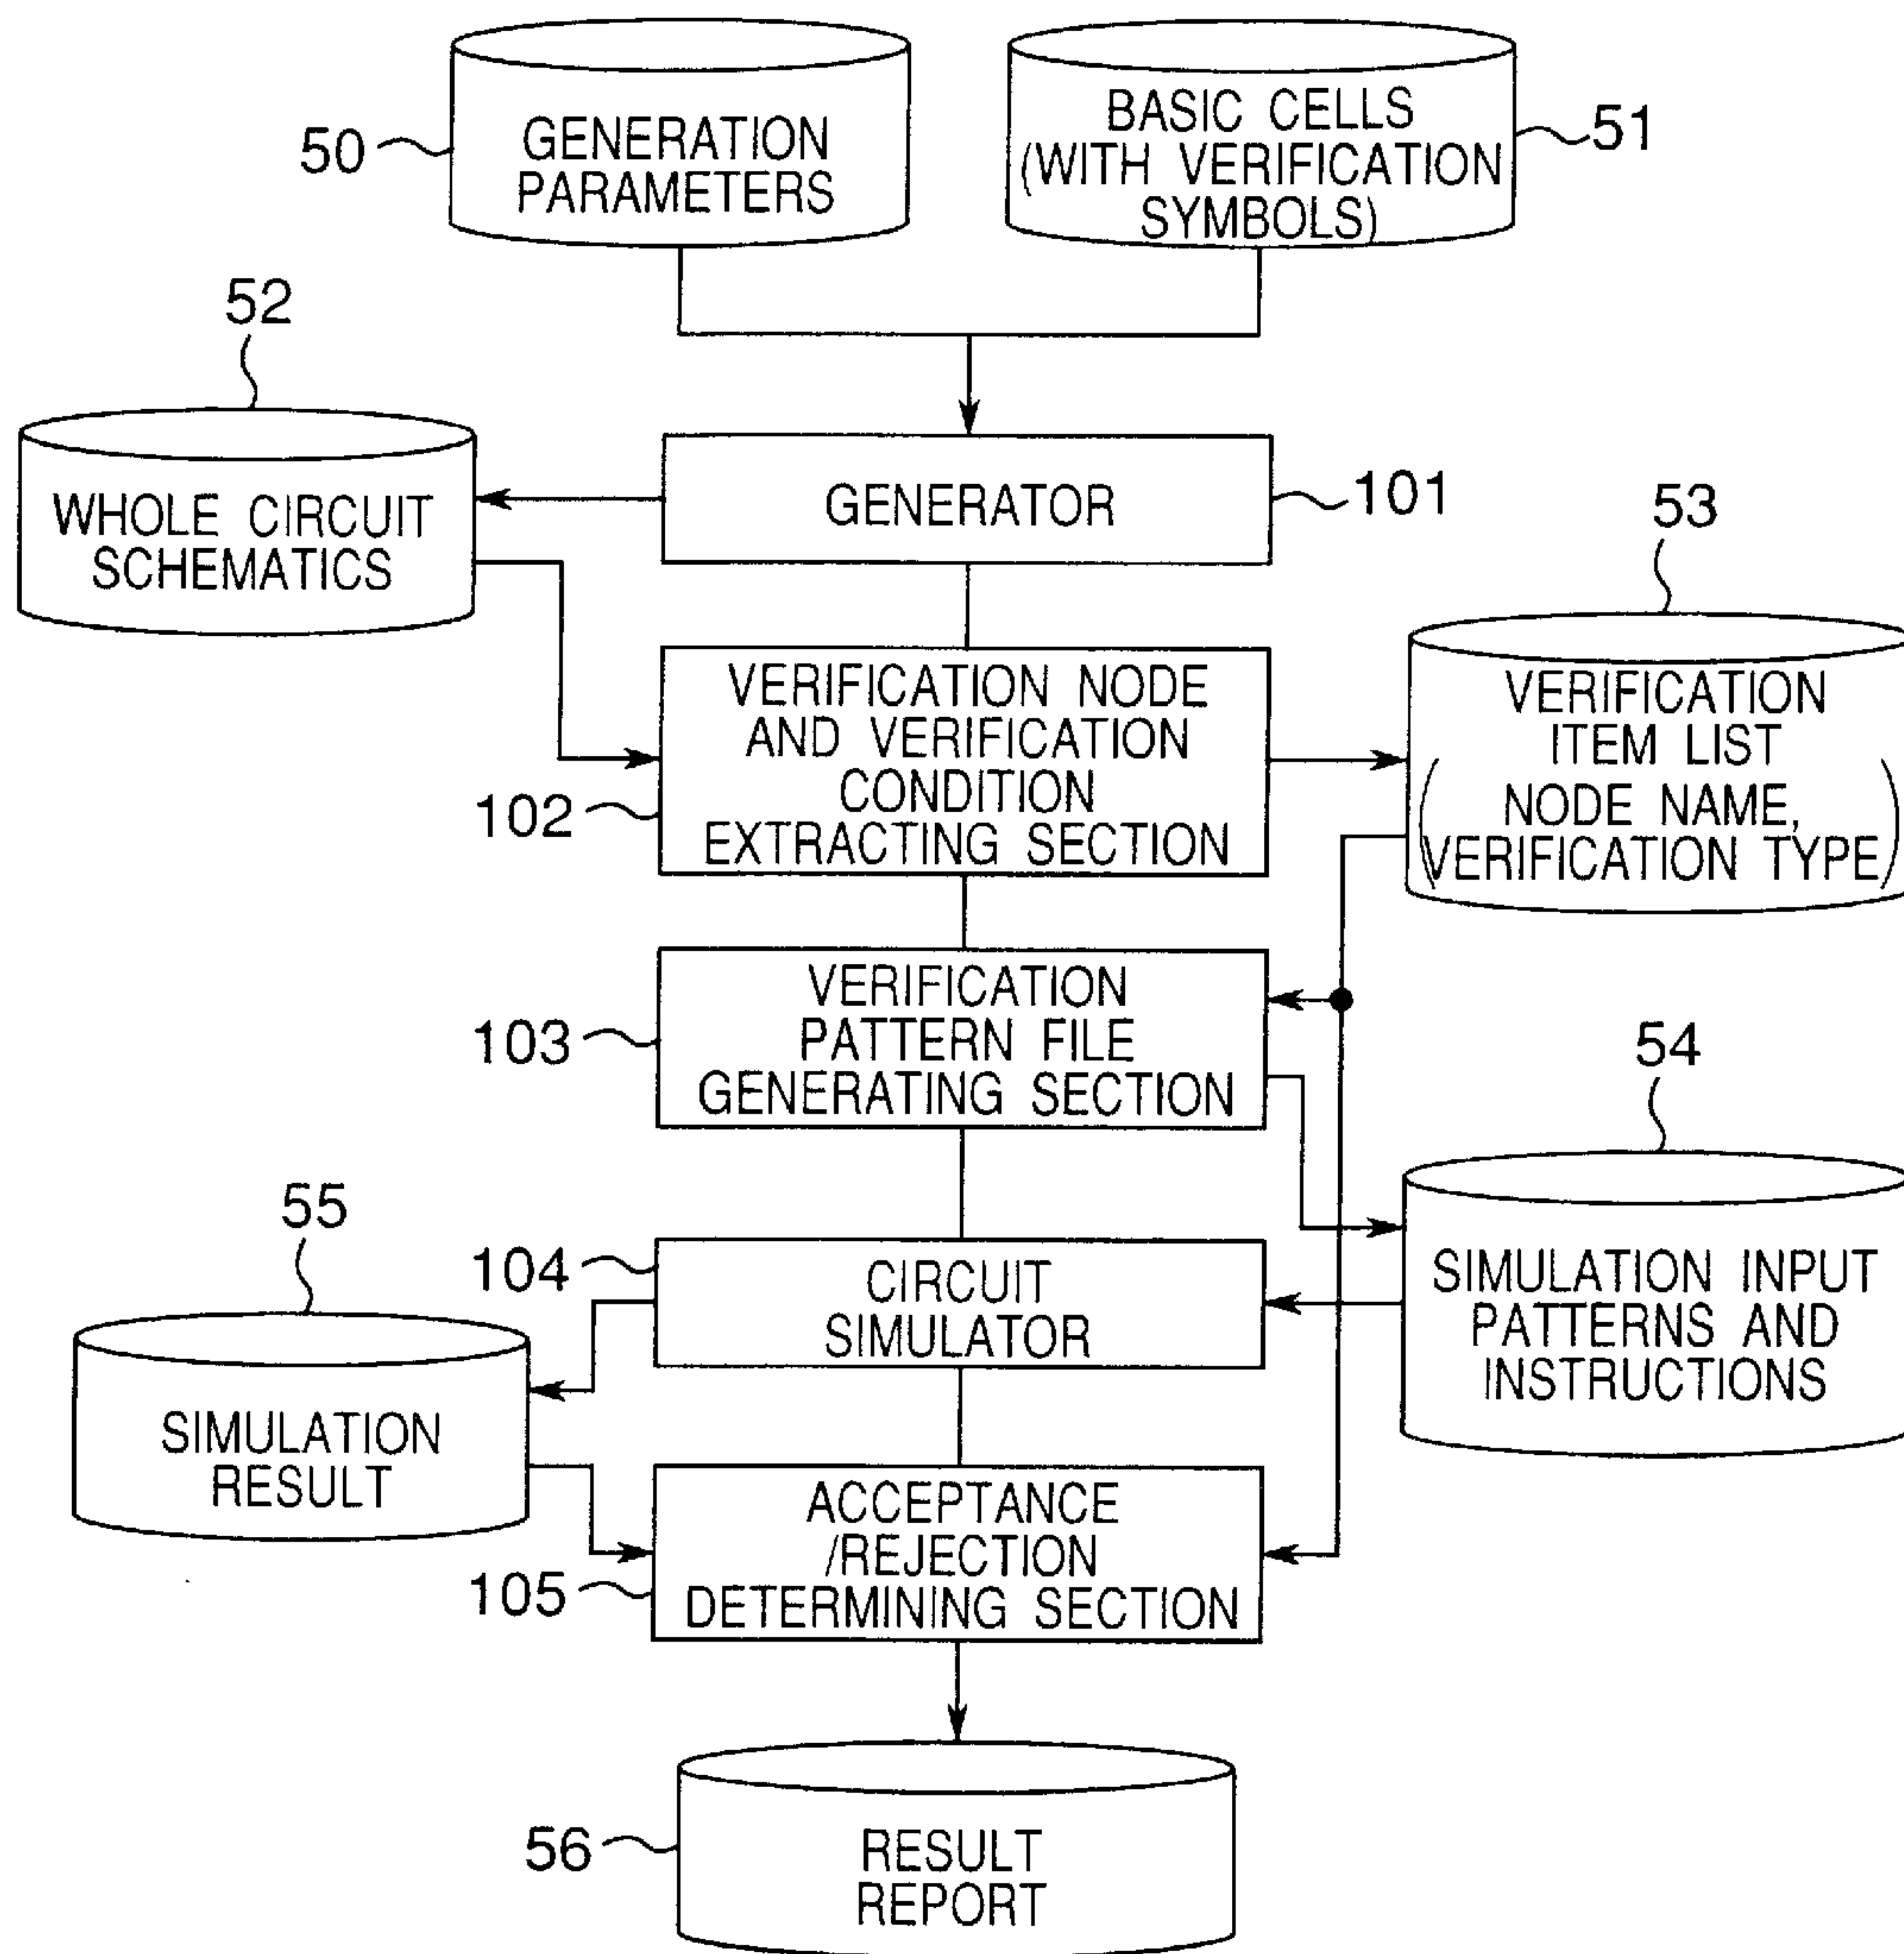 50
GENERATION
PARAMETERS
BASIC CELLS
(WITH VERIFICATION
SYMBOLS)
51
52
WHOLE CIRCUIT
SCHEMATICS
GENERATOR
101
53
VERIFICATION NODE
AND VERIFICATION
CONDITION
EXTRACTING SECTION
102
VERIFICATION
ITEM LIST
(NODE NAME,
VERIFICATION TYPE)
103
VERIFICATION
PATTERN FILE
GENERATING SECTION
54
55
104
CIRCUIT
SIMULATOR
SIMULATION INPUT
PATTERNS AND
INSTRUCTIONS
SIMULATION
RESULT
ACCEPTANCE
/REJECTION
DETERMINING SECTION
105
56
RESULT
REPORT